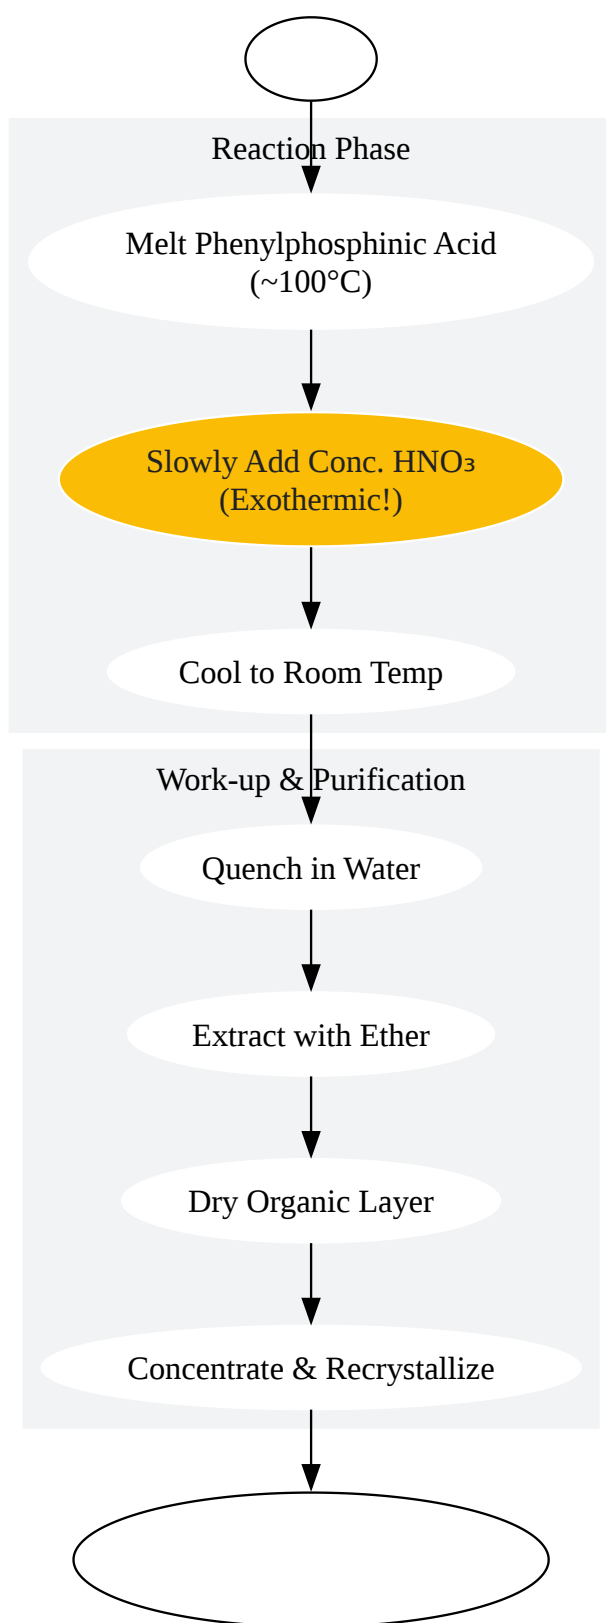 Reaction Phase
Melt Phenylphosphinic Acid
(~100°C)
Slowly Add Conc. HNO₃
(Exothermic!)
Cool to Room Temp
Work-up & Purification
Quench in Water
Extract with Ether
Dry Organic Layer
Concentrate & Recrystallize